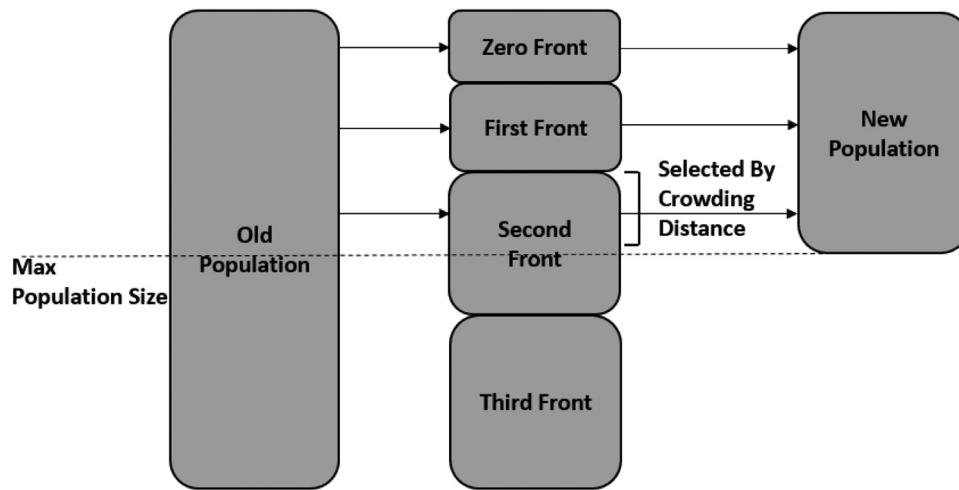 Zero Front
First Front
New
Population
Selected By
Crowding
Distance
Old
Population
Second
Front
Max
Population Size
Third Front